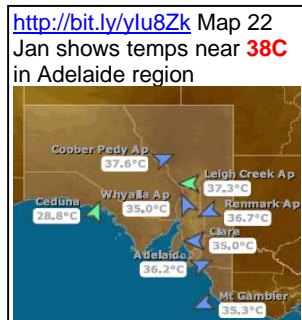 http://bit.ly/yIu8Zk Map 22
Jan shows temps near 38C
in Adelaide region
Coober Pedy Ap
37.6°C
Leigh Creek Ap
37.3°C
Ceduna
28.8°C
Whyalla Ap
35.0°C
Renmark Ap
36.7°C
Clare
35.0°C
Adelaide
36.2°C
Mt Gambier
35.3°C